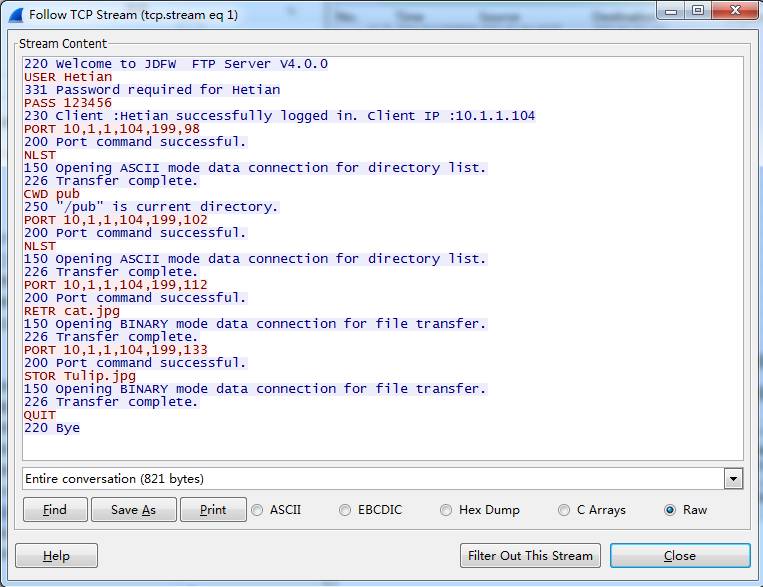 Follow TCP Stream (tcp.stream eq 1)
Stream Content
220 Welcome to JDFW  FTP Server V4.0.0
USER Hetian
331 Password required for Hetian
PASS 123456
230 Client :Hetian successfully logged in. Client IP :10.1.1.104
PORT 10,1,1,104,199,98
200 Port command successful.
NLST
150 Opening ASCII mode data connection for directory list.
226 Transfer complete.
CWD pub
250 "/pub" is current directory.
PORT 10,1,1,104,199,102
200 Port command successful.
NLST
150 Opening ASCII mode data connection for directory list.
226 Transfer complete.
PORT 10,1,1,104,199,112
200 Port command successful.
RETR cat.jpg
150 Opening BINARY mode data connection for file transfer.
226 Transfer complete.
PORT 10,1,1,104,199,133
200 Port command successful.
STOR Tulip.jpg
150 Opening BINARY mode data connection for file transfer.
226 Transfer complete.
QUIT
220 Bye
Entire conversation (821 bytes)
Find Save As Print ASCII EBCDIC Hex Dump C Arrays Raw
Help Filter Out This Stream Close